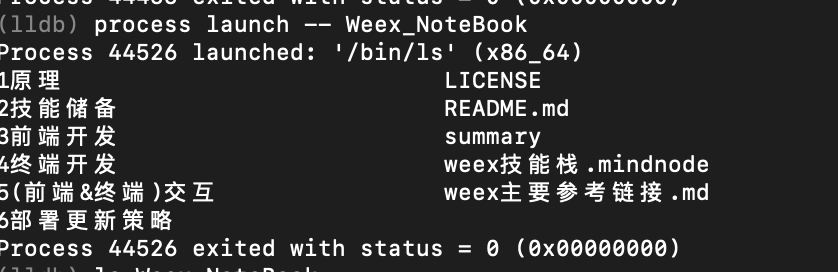 Process 44488 exited with status = 0 (0x00000000)
(lldb) process launch -- Weex_NoteBook
Process 44526 launched: '/bin/ls' (x86_64)
1原理 LICENSE
2技能储备 README.md
3前端开发 summary
4终端开发 weex技能栈.mindnode
5(前端&终端)交互 weex主要参考链接.md
6部署更新策略
Process 44526 exited with status = 0 (0x00000000)
(lldb) ls Weex_NoteBook